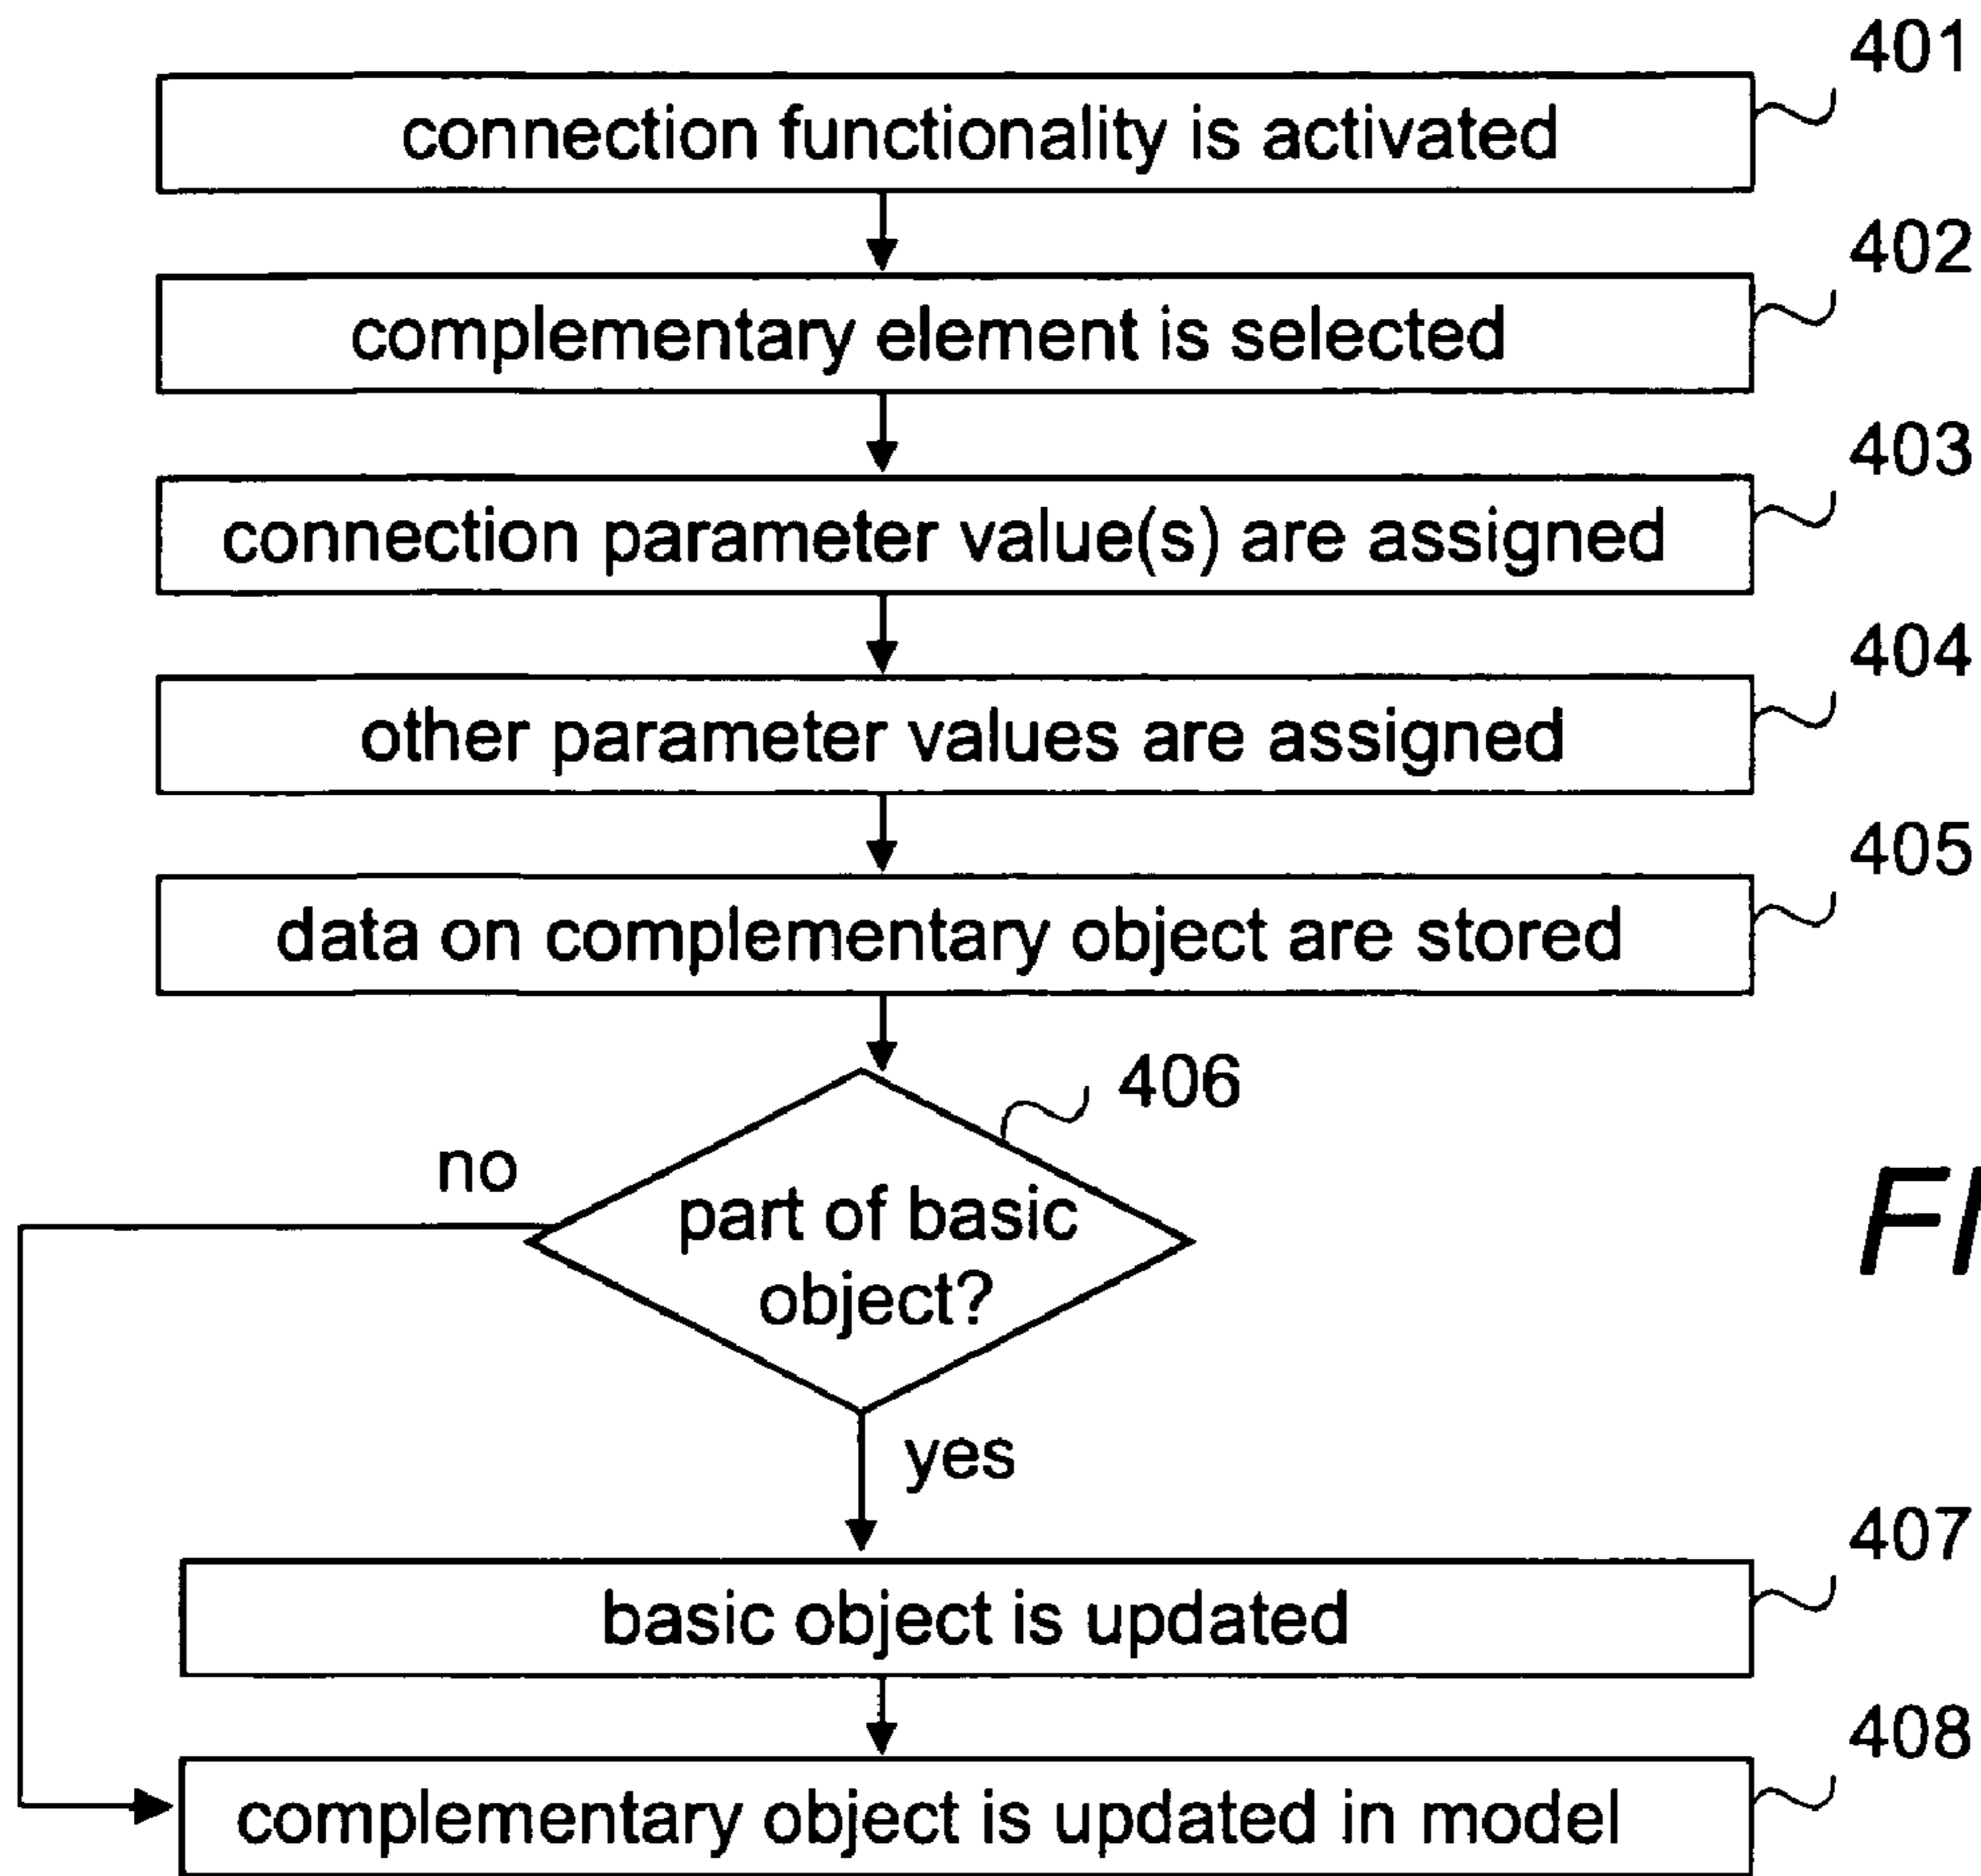 401
connection functionality is activated
402
complementary element is selected
403
connection parameter value(s) are assigned
404
other parameter values are assigned
405
data on complementary object are stored
406
no
part of basic
object?
FI
yes
407
basic object is updated
408
complementary object is updated in model